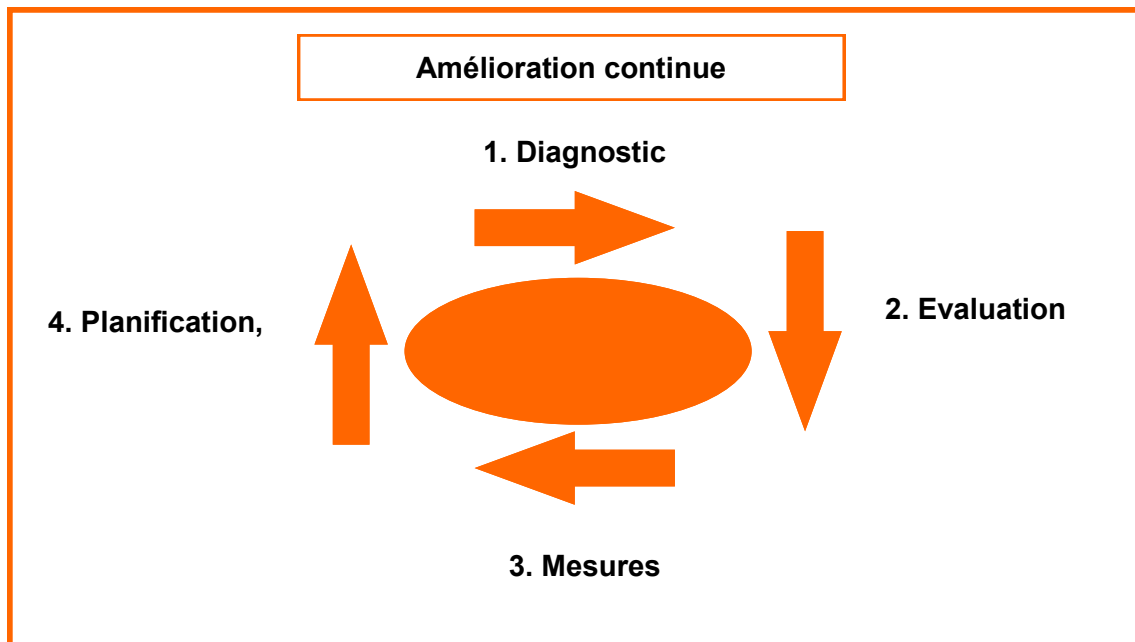 Amélioration continue
1. Diagnostic
2. Evaluation
4. Planification,
3. Mesures